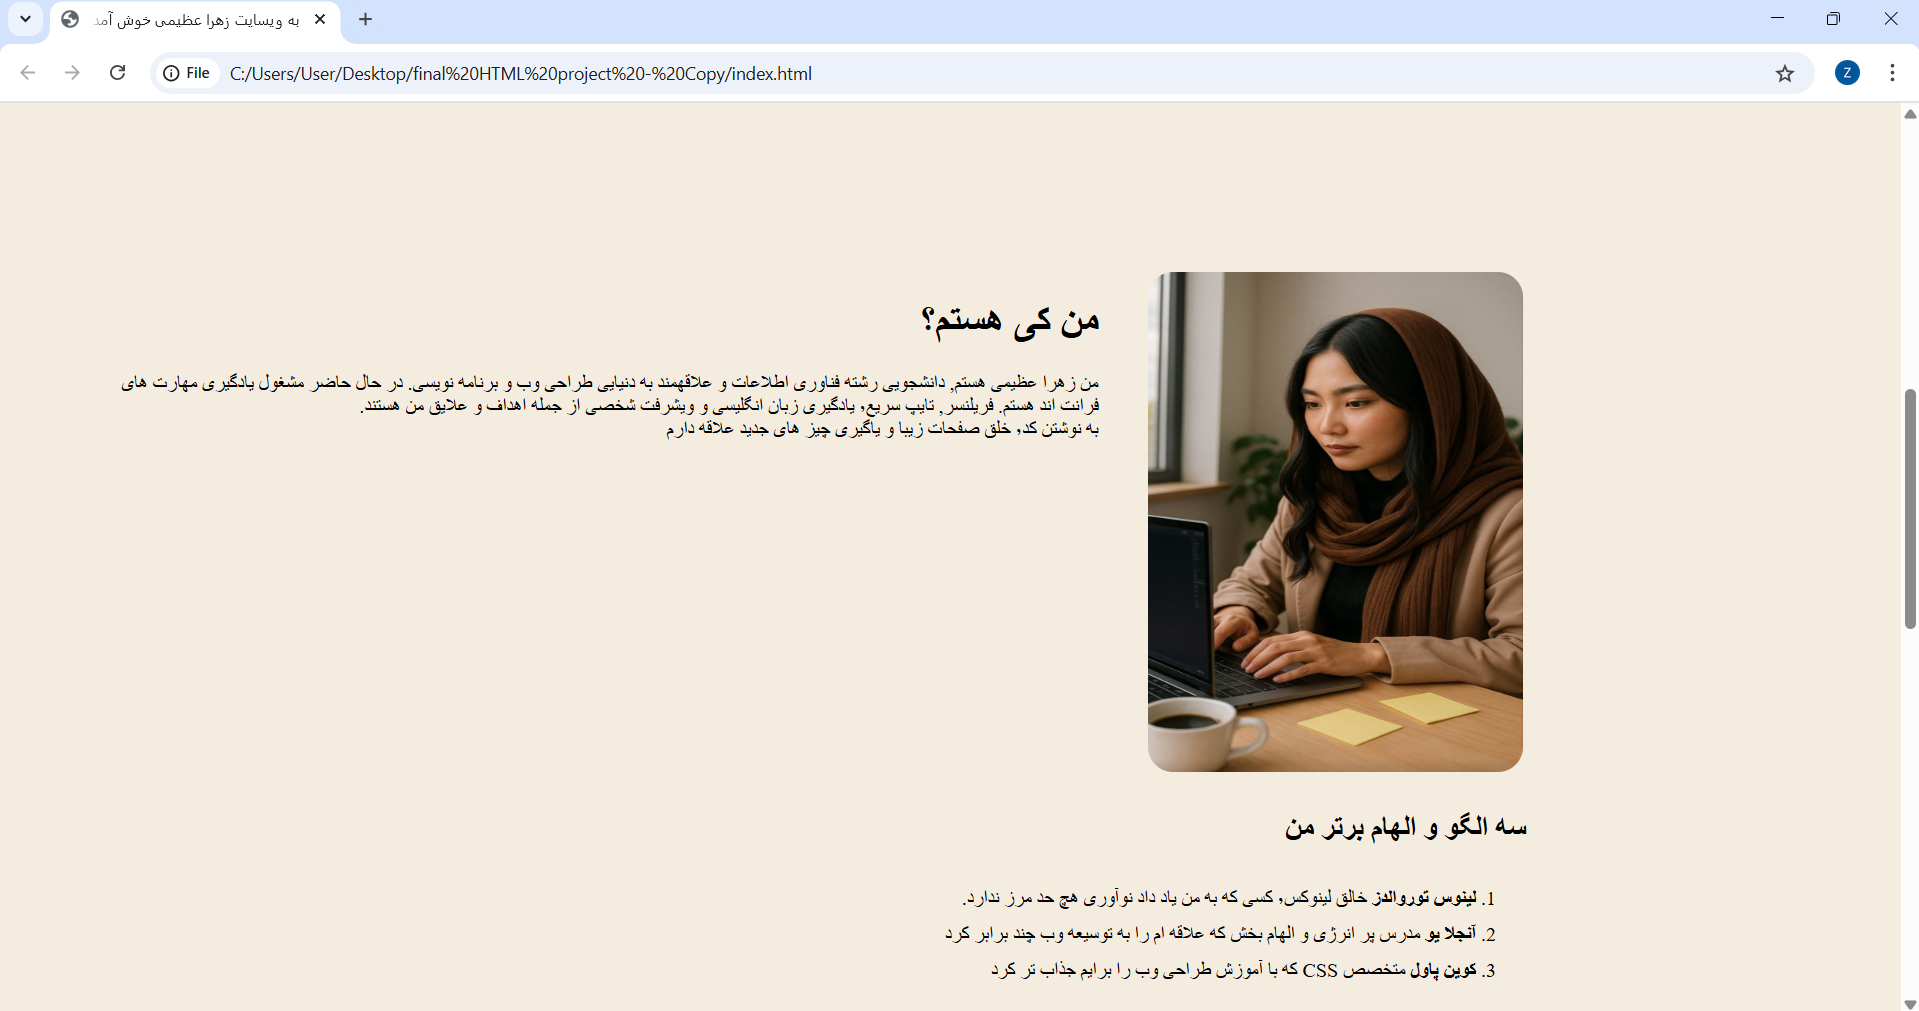 به وبسایت زهرا عظیمی خوش آمد
File C:/Users/User/Desktop/final%20HTML%20project%20-%20Copy/index.html
Z
من کی هستم؟
من زهرا عظیمی هستم, دانشجویی رشته فناوری اطلاعات و علاقهمند به دنیایی طراحی وب و برنامه نویسی. در حال حاضر مشغول یادگیری مهارت های
فرانت اند هستم. فریلنسر, تایپ سریع, یادگیری زبان انگلیسی و ویشرفت شخصی از جمله اهداف و علایق من هستند.
به نوشتن کد, خلق صفحات زیبا و یاگیری چیز های جدید علاقه دارم
سه الگو و الهام برتر من
1. لینوس توروالدز خالق لینوکس, کسی که به من یاد داد نوآوری هچ حد مرز ندارد.
2. آنجلا یو مدرس پر انرژی و الهام بخش که علاقه ام را به توسیعه وب چند برابر کرد
3. کوین پاول متخصص CSS که با آموزش طراحی وب را برایم جذاب تر کرد